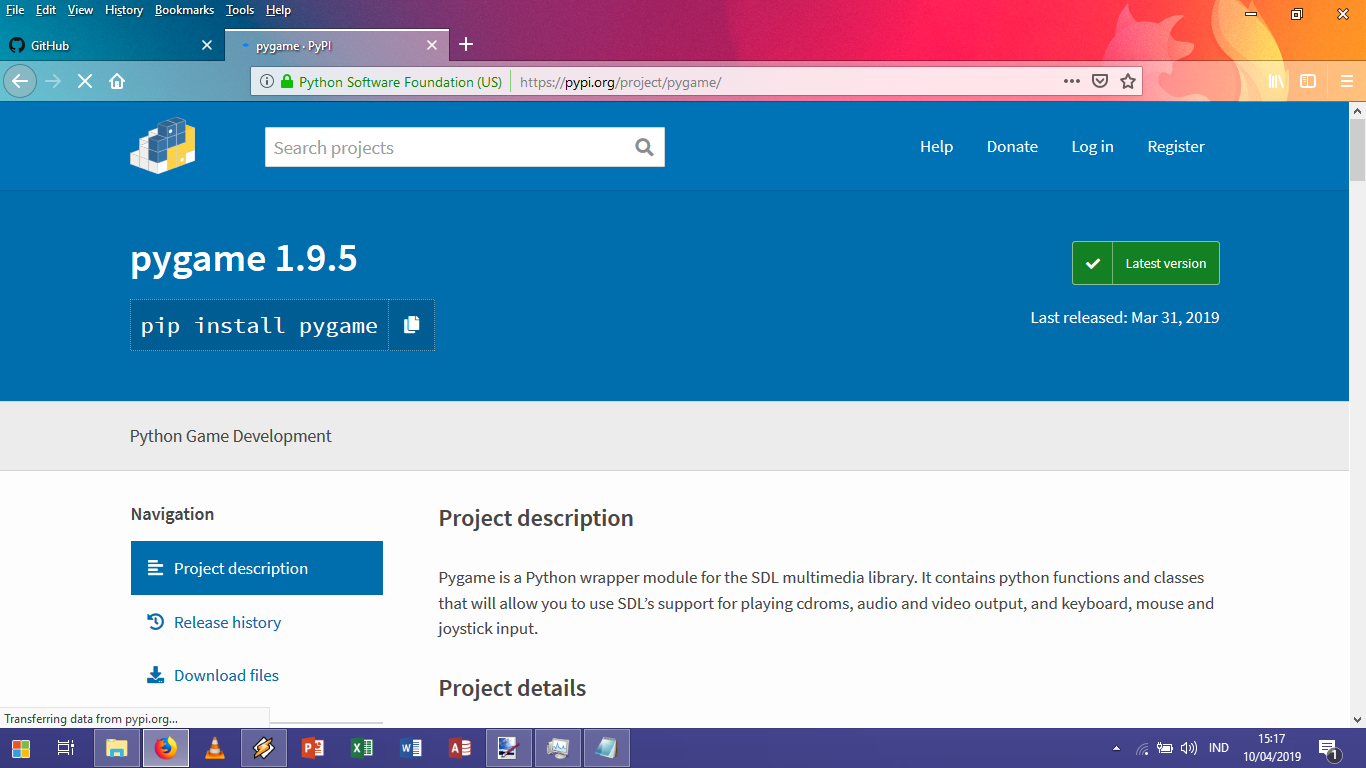 File Edit View History Bookmarks Tools Help
GitHub
pygame · PyPI
Python Software Foundation (US)
https://pypi.org/project/pygame/
Search projects
Help
Donate
Log in
Register
pygame 1.9.5
Latest version
pip install pygame
Last released: Mar 31, 2019
Python Game Development
Navigation
Project description
Release history
Download files
Project description
Pygame is a Python wrapper module for the SDL multimedia library. It contains python functions and classes
that will allow you to use SDL’s support for playing cdroms, audio and video output, and keyboard, mouse and
joystick input.
Project details
Transferring data from pypi.org...
IND
15:17
10/04/2019
1